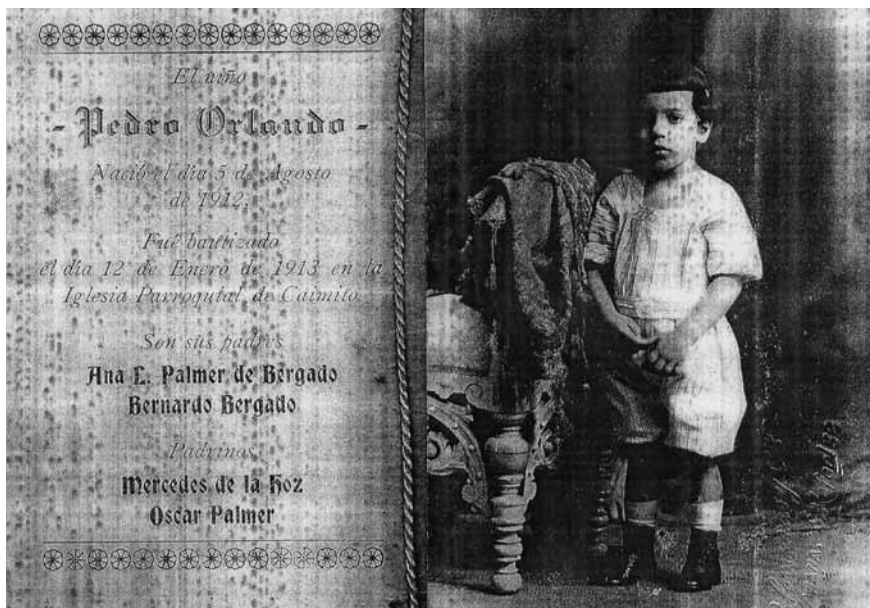 El niño
- Pedro Orlando -
Nació el día 5 de Agosto
de 1912.
Fué bautizado
el día 12 de Enero de 1913 en la
Iglesia Parroquial de Caimito
Son sus padres
Ana E. Palmer de Bergado
Bernardo Bergado
Padrinos
Mercedes de la Hoz
Oscar Palmer